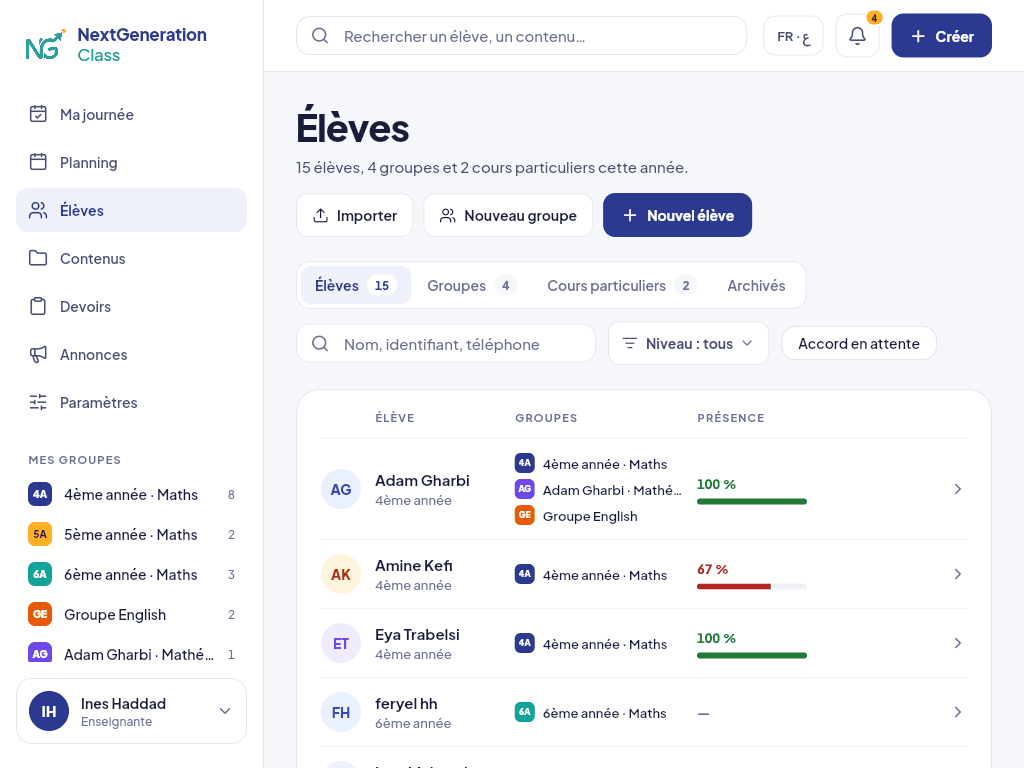 NextGeneration
Class
Rechercher un élève, un contenu…
FR · ع
4
Créer
Ma journée
Planning
Élèves
Contenus
Devoirs
Annonces
Paramètres
MES GROUPES
4A 4ème année · Maths 8
5A 5ème année · Maths 2
6A 6ème année · Maths 3
GE Groupe English 2
AG Adam Gharbi · Mathé… 1
IH Ines Haddad
Enseignante
Élèves
15 élèves, 4 groupes et 2 cours particuliers cette année.
Importer
Nouveau groupe
Nouvel élève
Élèves 15
Groupes 4
Cours particuliers 2
Archivés
Nom, identifiant, téléphone
Niveau : tous
Accord en attente
ÉLÈVE GROUPES PRÉSENCE
AG Adam Gharbi
4ème année
4A 4ème année · Maths
AG Adam Gharbi · Mathé…
GE Groupe English
100 %
AK Amine Kefi
4ème année
4A 4ème année · Maths
67 %
ET Eya Trabelsi
4ème année
4A 4ème année · Maths
100 %
FH feryel hh
6ème année
6A 6ème année · Maths
—